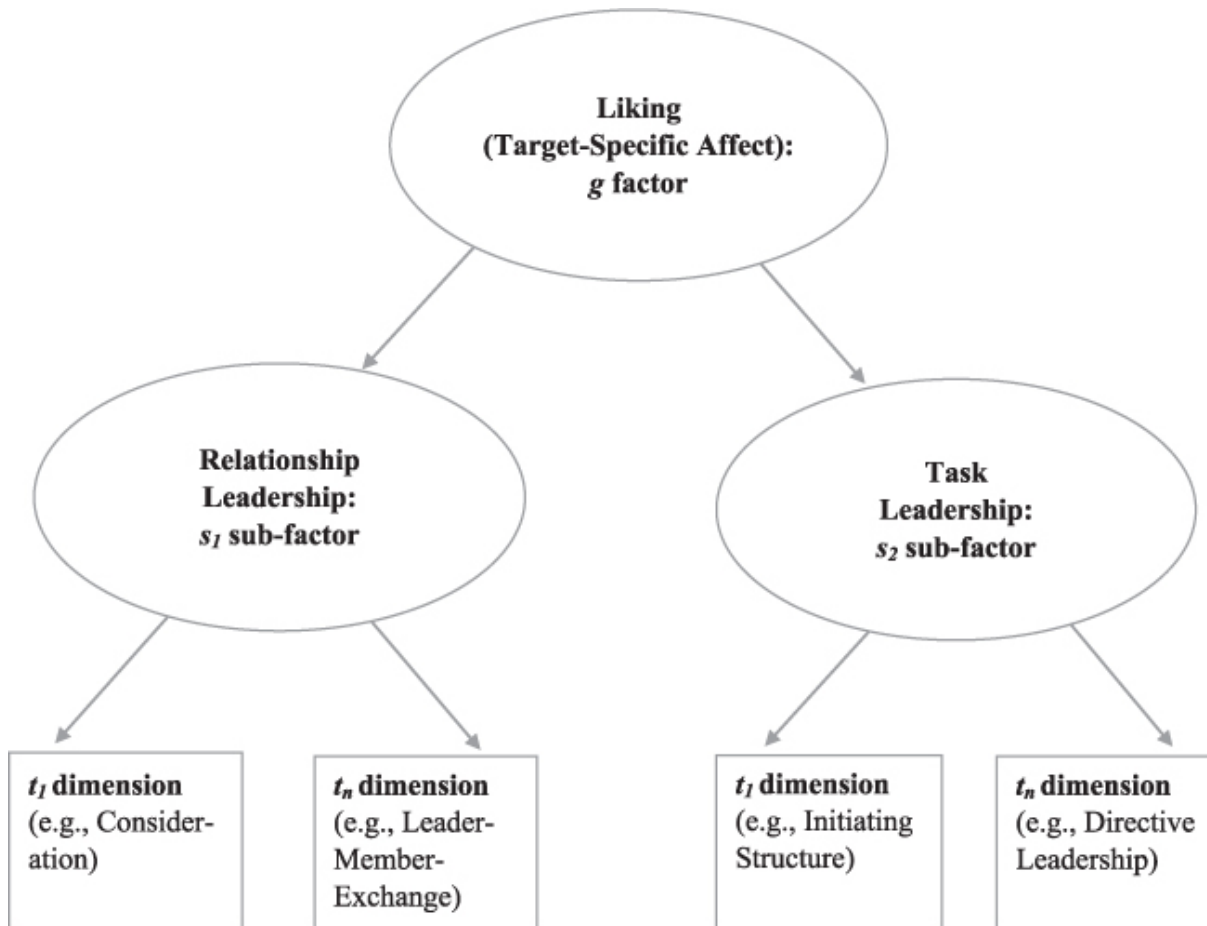 Liking
(Target-Specific Affect):
g factor
Relationship
Leadership:
s1 sub-factor
Task
Leadership:
s2 sub-factor
t1 dimension
(e.g., Consider-
ation)
tn dimension
(e.g., Leader-
Member-
Exchange)
t1 dimension
(e.g., Initiating
Structure)
tn dimension
(e.g., Directive
Leadership)